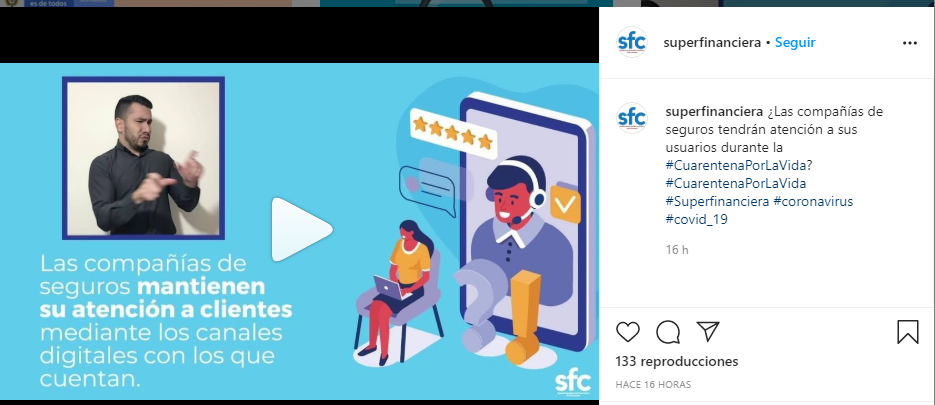 es de todos
Las compañías de
seguros mantienen
su atención a clientes
mediante los canales
digitales con los que
cuentan.
sfc
sfc
superfinanciera • Seguir
sfc
superfinanciera ¿Las compañías de
seguros tendrán atención a sus
usuarios durante la
#CuarentenaPorLaVida?
#CuarentenaPorLaVida
#Superfinanciera #coronavirus
#covid_19
16 h
133 reproducciones
HACE 16 HORAS